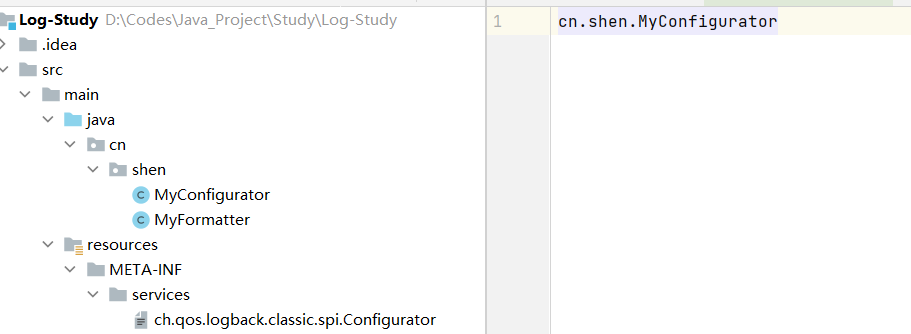 Log-Study D:\Codes\Java_Project\Study\Log-Study
.idea
src
main
java
cn
shen
MyConfigurator
MyFormatter
resources
META-INF
services
ch.qos.logback.classic.spi.Configurator
1 cn.shen.MyConfigurator